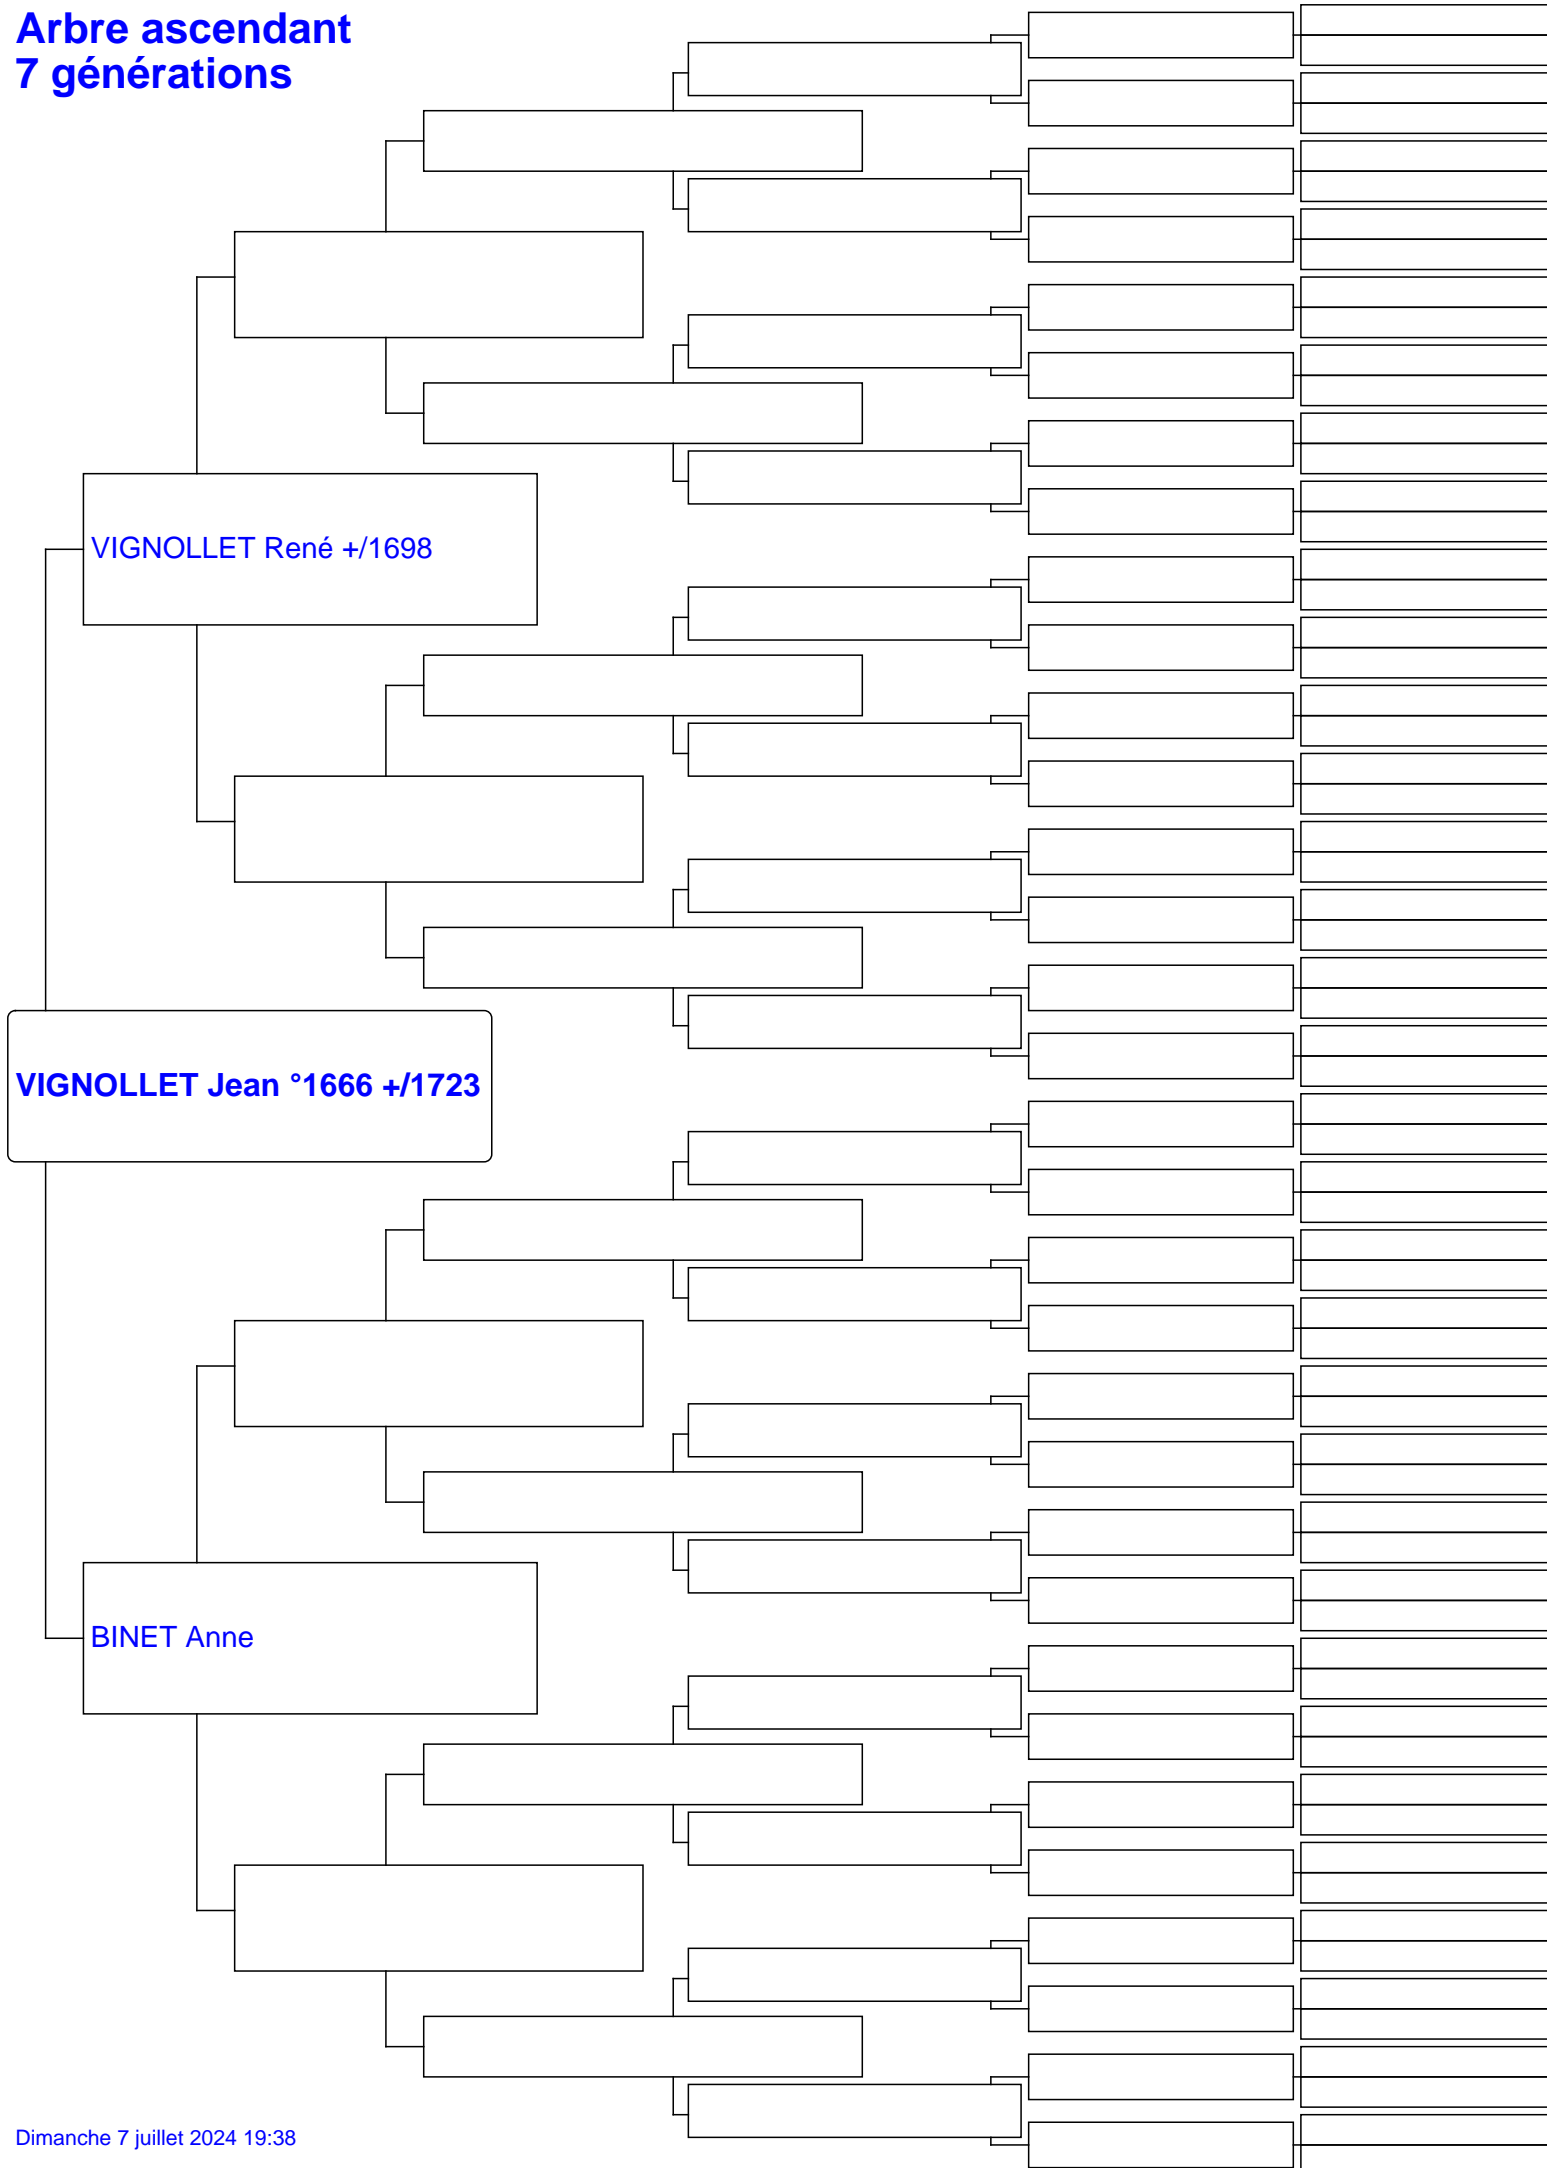 Arbre ascendant
7 générations
VIGNOLLET René +/1698
VIGNOLLET Jean °1666 +/1723
BINET Anne
Dimanche 7 juillet 2024 19:38